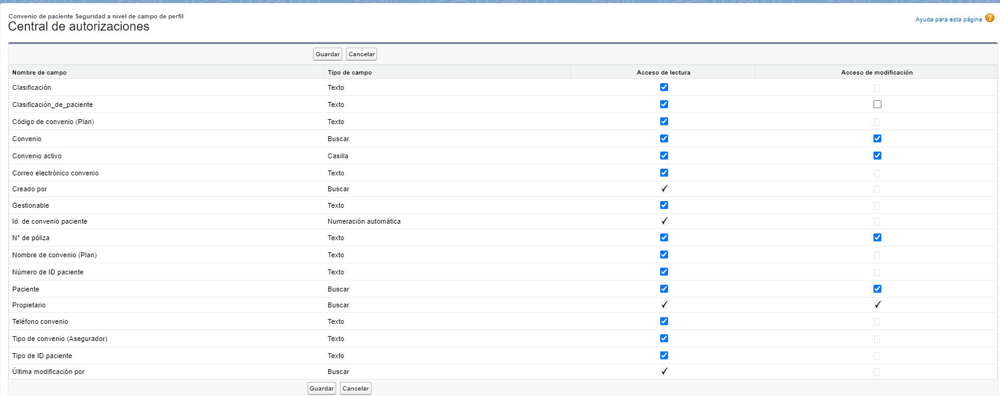 Convenio de paciente Seguridad a nivel de campo de perfil
Central de autorizaciones
Ayuda para esta página ?
Guardar Cancelar
Nombre de campo Tipo de campo Acceso de lectura Acceso de modificación
Clasificación Texto
Clasificación_de_paciente Texto
Código de convenio (Plan) Texto
Convenio Buscar
Convenio activo Casilla
Correo electrónico convenio Texto
Creado por Buscar
Gestionable Texto
Id. de convenio paciente Numeración automática
N° de póliza Texto
Nombre de convenio (Plan) Texto
Número de ID paciente Texto
Paciente Buscar
Propietario Buscar
Teléfono convenio Texto
Tipo de convenio (Asegurador) Texto
Tipo de ID paciente Texto
Última modificación por Buscar
Guardar Cancelar